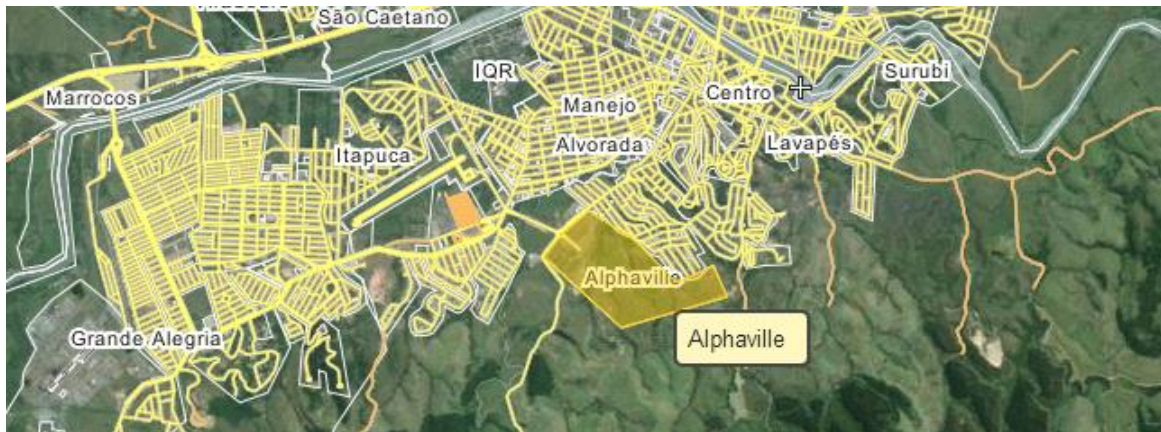 São Caetano
IQR
Surubi
Centro
Marrocos
Manejo
Alvorada
Lavapés
Itapuca
Alphaville
Alphaville
Grande Alegria